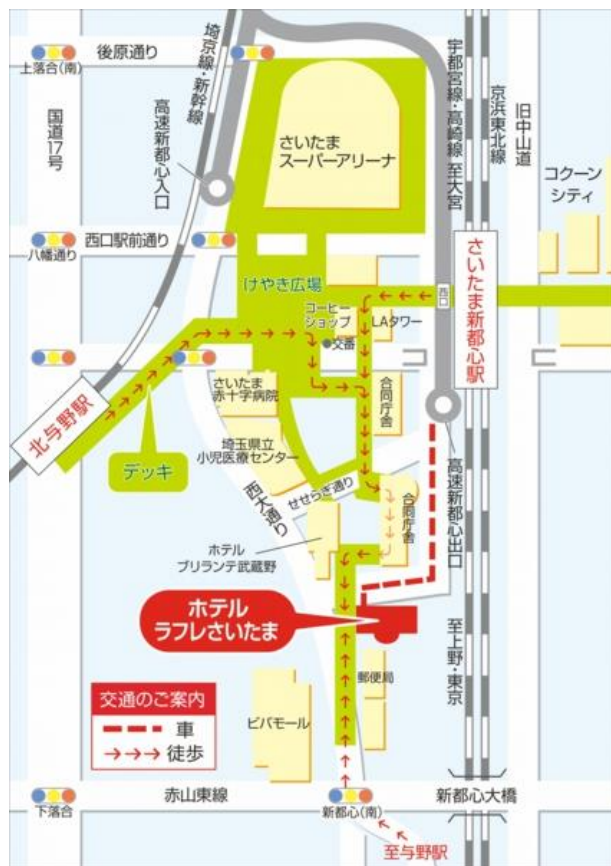 後原通り
上落合(南)
国道17号
埼京線・新幹線
高速新都心入口
さいたま
スーパーアリーナ
宇都宮線・高崎線 至大宮
京浜東北線
旧中山道
コクーン
シティ
西口駅前通り
八幡通り
けやき広場
コーヒー
ショップ
LAタワー
交番
西口
さいたま新都心駅
北与野駅
デッキ
さいたま
赤十字病院
埼玉県立
小児医療センター
合同庁舎
西大通り
せせらぎ通り
合同庁舎
高速新都心出口
ホテル
ブリランテ武蔵野
ホテル
ラフレさいたま
至上野・東京
郵便局
ビバモール
交通のご案内
車
徒歩
赤山東線
下落合
新都心(南)
新都心大橋
至与野駅